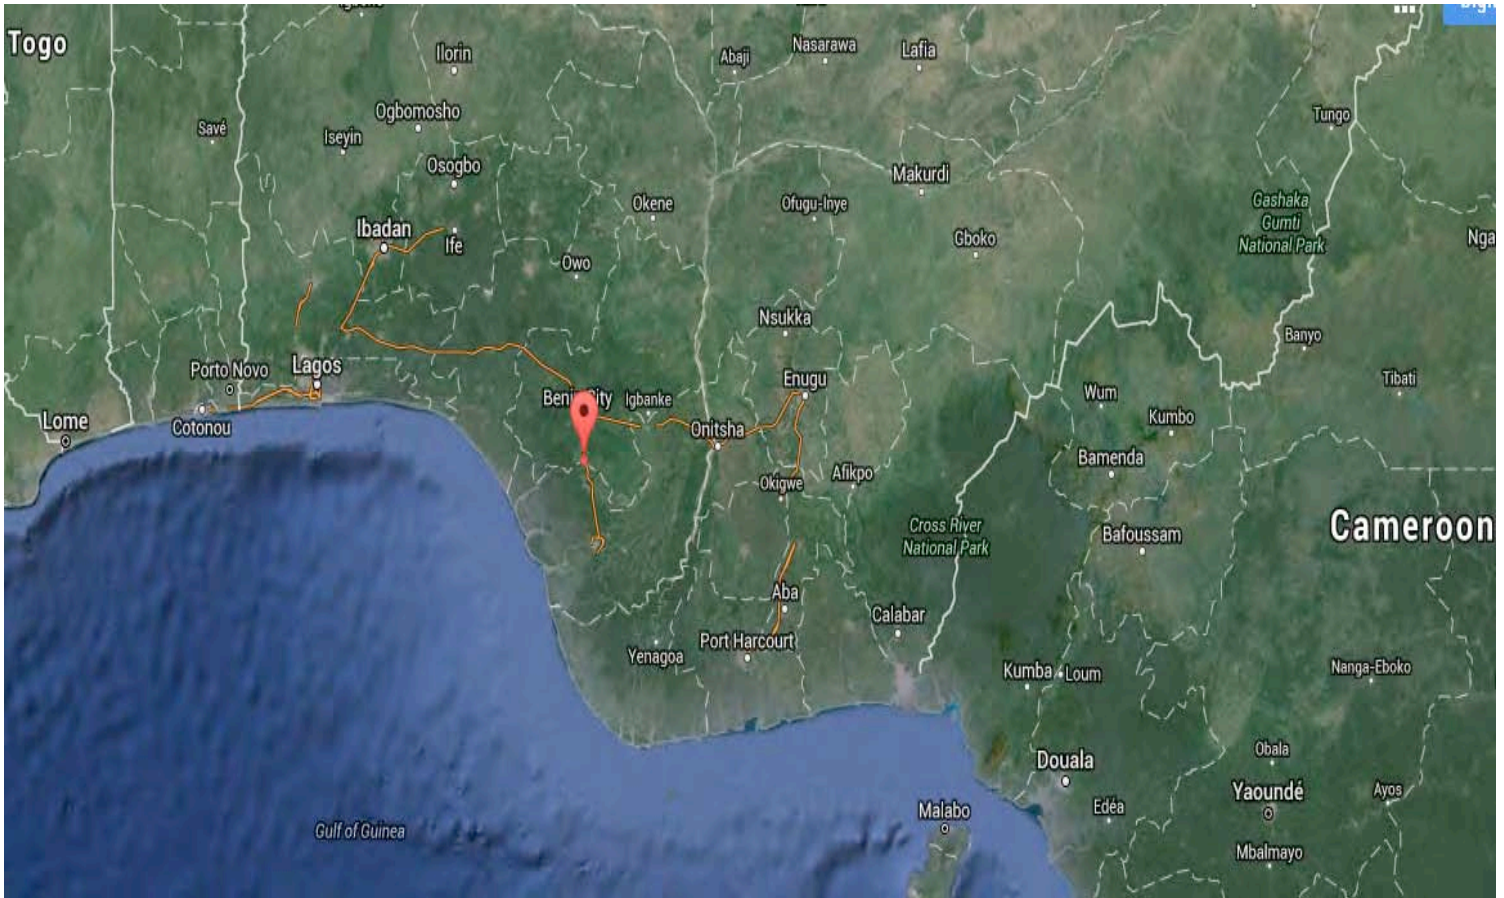 Togo
Ilorin
Abaji
Nasarawa
Lafia
Ogbomosho
Iseyin
Savé
Osogbo
Tungo
Makurdi
Okene
Ofugu-Inye
Gashaka
Gumti
National Park
Ibadan
Ife
Owo
Gboko
Nga
Nsukka
Banyo
Porto Novo
Lagos
Enugu
Tibati
Igbanke
Wum
Kumbo
Lome
Cotonou
Onitsha
Bamenda
Okigwe
Afikpo
Cross River
National Park
Cameroon
Bafoussam
Aba
Calabar
Port Harcourt
Yenagoa
Kumba
Loum
Nanga-Eboko
Obala
Douala
Yaoundé
Ayos
Edéa
Malabo
Gulf of Guinea
Mbalmayo